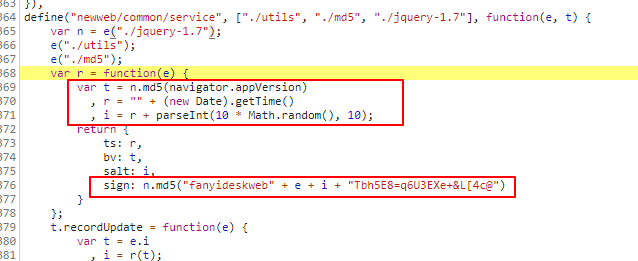 363 }),
364 define("newweb/common/service", ["./utils", "./md5", "./jquery-1.7"], function(e, t) {
365 var n = e("./jquery-1.7");
366 e("./utils");
367 e("./md5");
368 var r = function(e) {
369 var t = n.md5(navigator.appVersion)
370 , r = "" + (new Date).getTime()
371 , i = r + parseInt(10 * Math.random(), 10);
372 return {
373 ts: r,
374 bv: t,
375 salt: i,
376 sign: n.md5("fanyideskweb" + e + i + "Tbh5E8=q6U3EXe+&L[4c@")
377 }
378 };
379 t.recordUpdate = function(e) {
380 var t = e.i
381 , i = r(t);